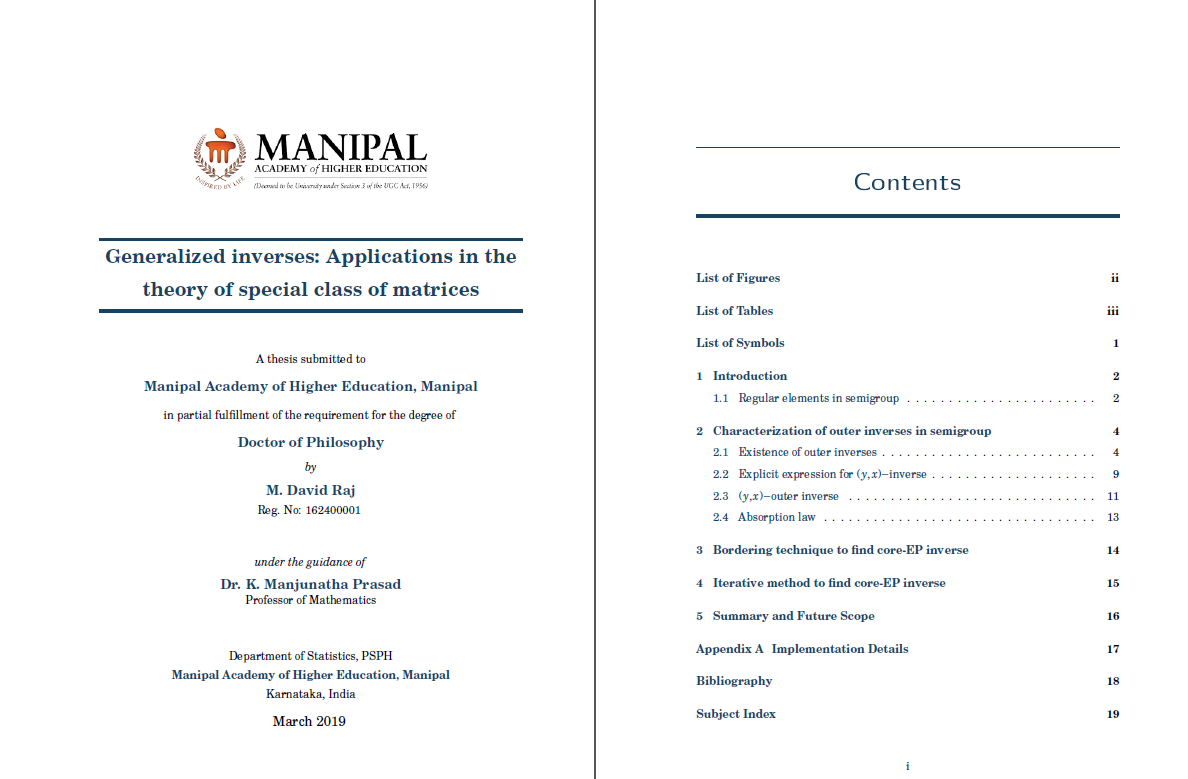 MANIPAL
ACADEMY of HIGHER EDUCATION
(Deemed to be University under Section 3 of the UGC Act, 1956)
INSPIRED BY LIFE
Generalized inverses: Applications in the
theory of special class of matrices
A thesis submitted to
Manipal Academy of Higher Education, Manipal
in partial fulfillment of the requirement for the degree of
Doctor of Philosophy
by
M. David Raj
Reg. No: 162400001
under the guidance of
Dr. K. Manjunatha Prasad
Professor of Mathematics
Department of Statistics, PSPH
Manipal Academy of Higher Education, Manipal
Karnataka, India
March 2019
Contents
List of Figures ii
List of Tables iii
List of Symbols 1
1 Introduction 2
1.1 Regular elements in semigroup . . . . . . . . . . . . . . . . . . . . . . . . 2
2 Characterization of outer inverses in semigroup 4
2.1 Existence of outer inverses . . . . . . . . . . . . . . . . . . . . . . . . . . . 4
2.2 Explicit expression for (y,x)−inverse . . . . . . . . . . . . . . . . . . . . 9
2.3 (y,x)−outer inverse . . . . . . . . . . . . . . . . . . . . . . . . . . . . . . . 11
2.4 Absorption law . . . . . . . . . . . . . . . . . . . . . . . . . . . . . . . . . . 13
3 Bordering technique to find core-EP inverse 14
4 Iterative method to find core-EP inverse 15
5 Summary and Future Scope 16
Appendix A Implementation Details 17
Bibliography 18
Subject Index 19
i